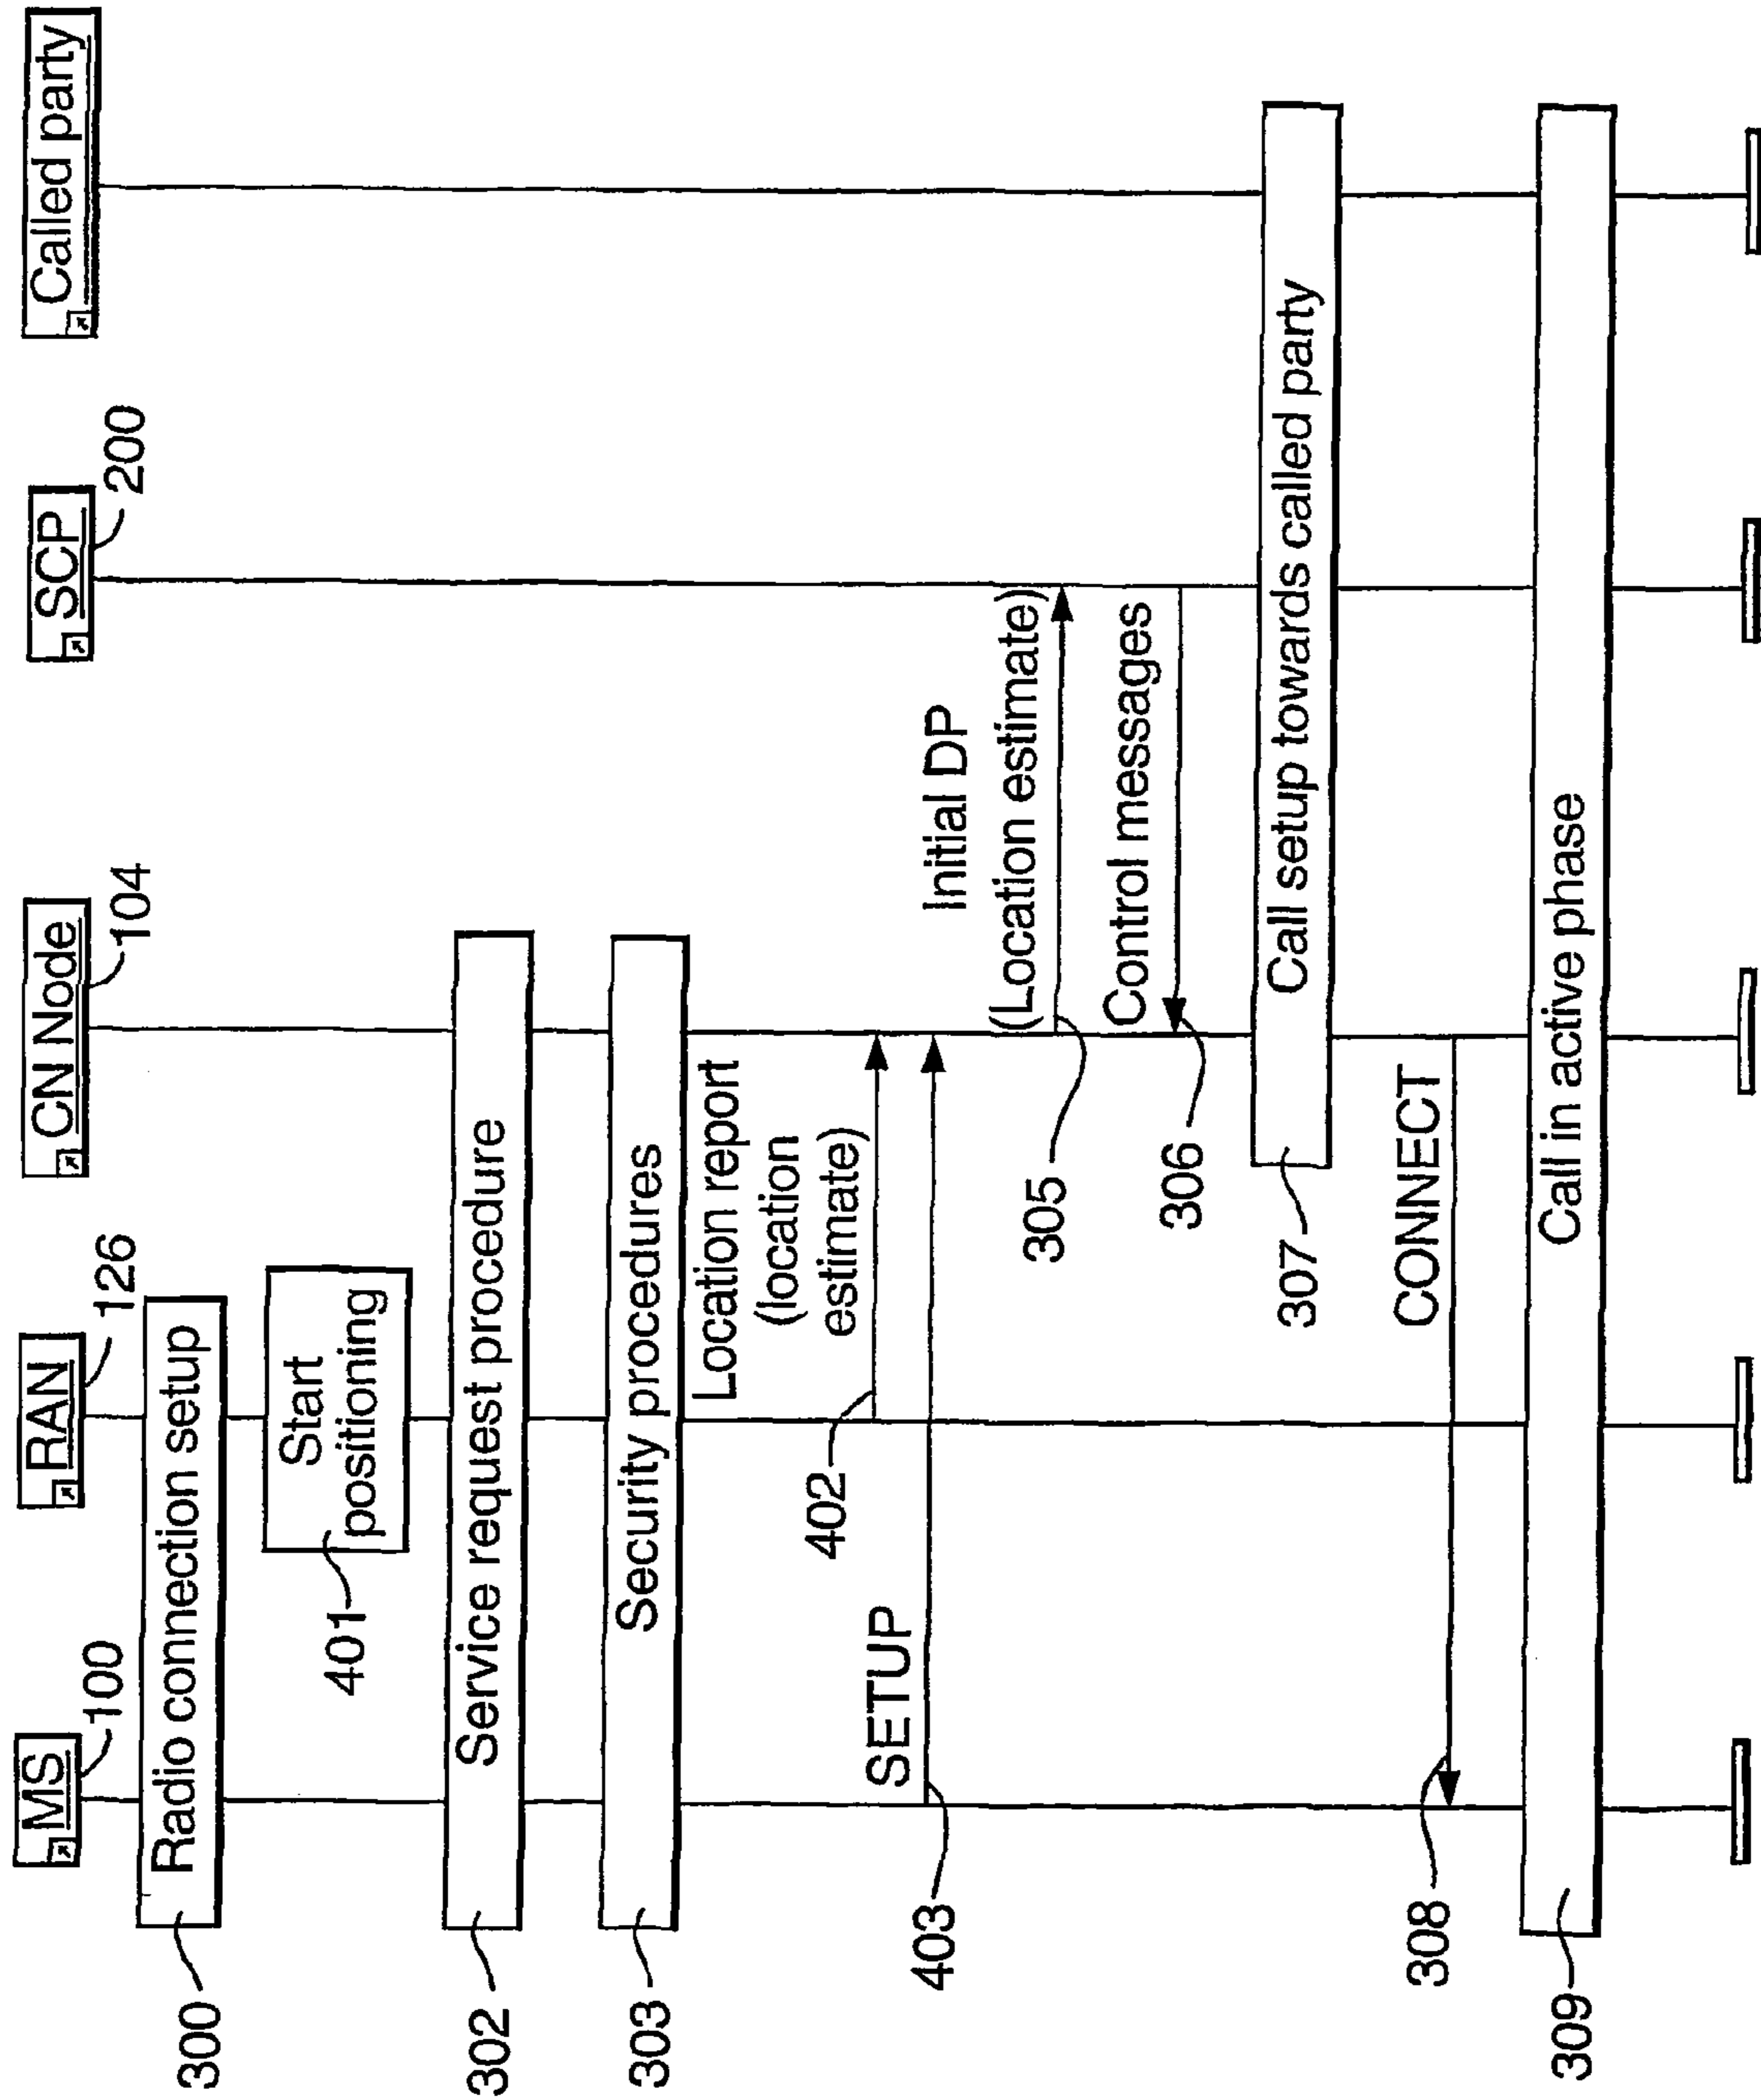 MS
100
RAN
126
CN Node
104
SCP
200
Called party
300
Radio connection setup
Start
positioning
401
302
Service request procedure
303
Security procedures
Location report
(location
estimate)
402
SETUP
403
Initial DP
(Location estimate)
305
Control messages
306
Call setup towards called party
307
CONNECT
308
Call in active phase
309